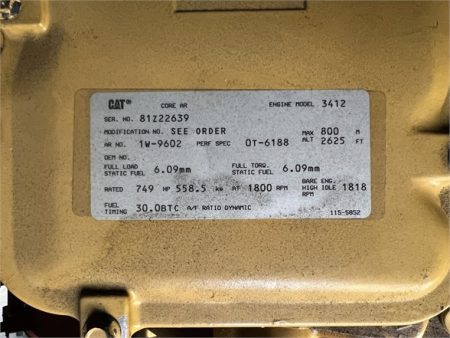 CAT® CORE AR ENGINE MODEL 3412
SER. NO. 81Z22639
MODIFICATION NO. SEE ORDER MAX 800 M
AR NO. 1W-9602 PERF SPEC 0T-6188 ALT 2625 FT
OEM NO.
FULL LOAD STATIC FUEL 6.09mm FULL TORQ. STATIC FUEL 6.09mm
RATED 749 HP 558.5 kw AT 1800 RPM BARE ENG. HIGH IDLE RPM 1818
FUEL TIMING 30.0BTC A/F RATIO DYNAMIC
115-5852